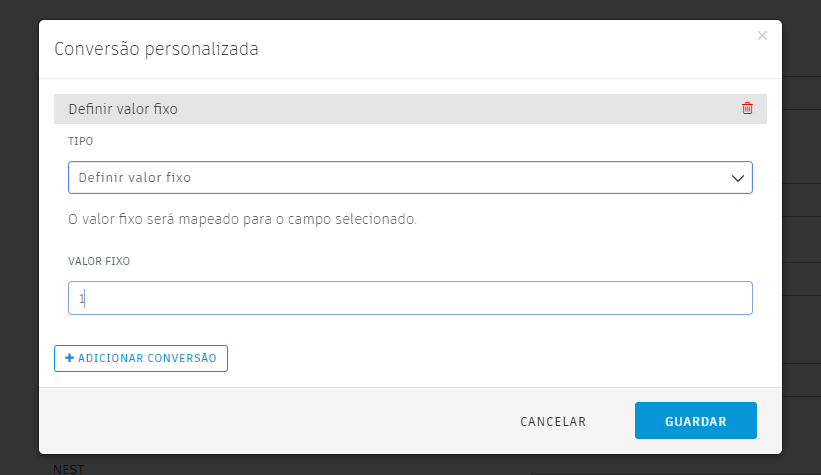 Conversão personalizada
×
Definir valor fixo
TIPO
Definir valor fixo
O valor fixo será mapeado para o campo selecionado.
VALOR FIXO
1
+ ADICIONAR CONVERSÃO
CANCELAR
GUARDAR
NEST